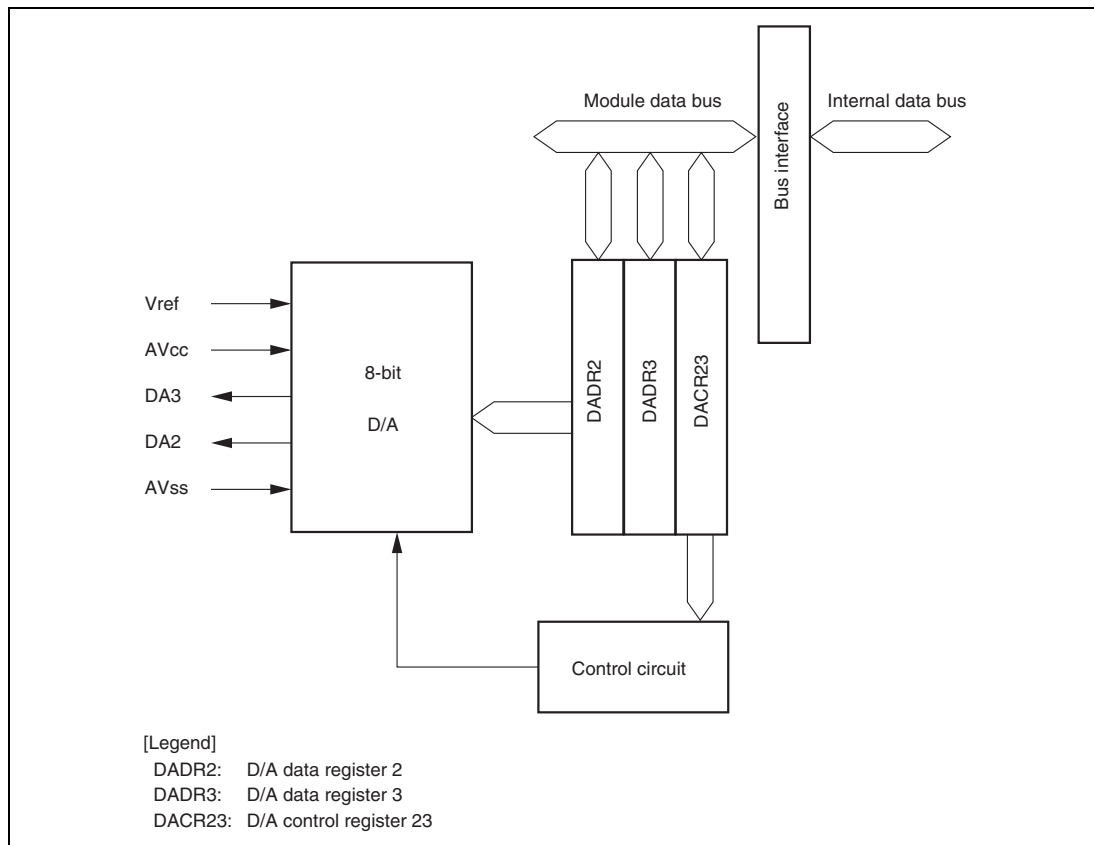 Module data bus
Internal data bus
Bus interface
Vref
AVcc
DA3
DA2
AVss
8-bit
D/A
DADR2
DADR3
DACR23
Control circuit
[Legend]
DADR2: D/A data register 2
DADR3: D/A data register 3
DACR23: D/A control register 23